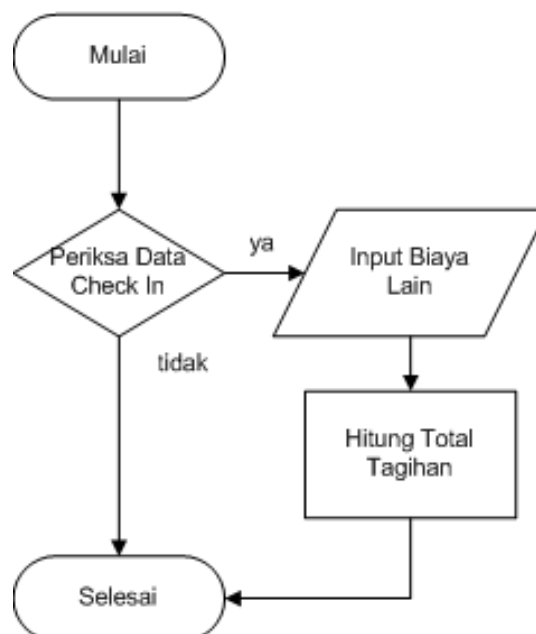 Mulai
Periksa Data
Check In
ya
Input Biaya
Lain
tidak
Hitung Total
Tagihan
Selesai